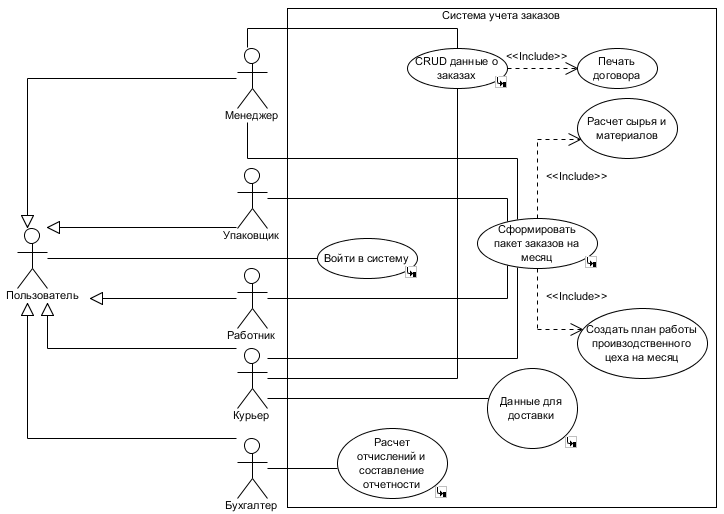 Система учета заказов
CRUD данные о
заказах
<<Include>>
Печать
договора
Менеджер
Расчет сырья и
материалов
<<Include>>
Упаковщик
Сформировать
пакет заказов на
месяц
Войти в систему
Пользователь
<<Include>>
Работник
Создать план работы
проивзодственного
цеха на месяц
Курьер
Данные для
доставки
Расчет
отчислений и
составление
отчетности
Бухгалтер